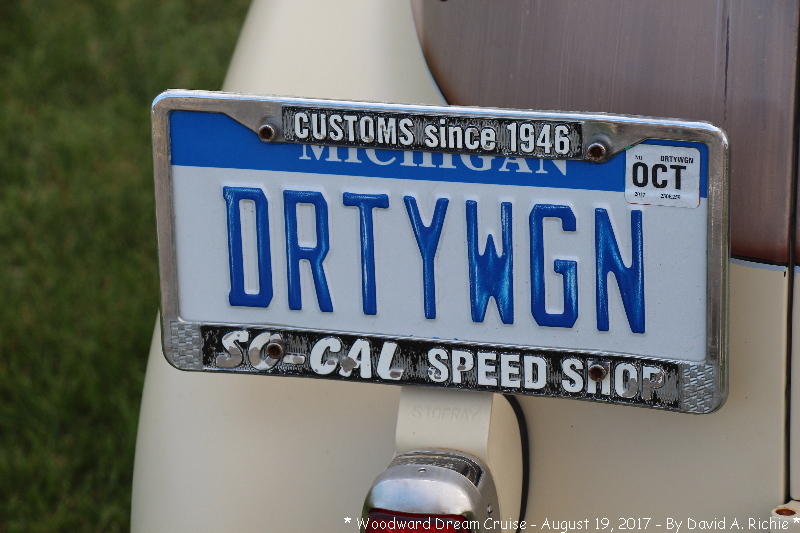 CUSTOMS since 1946
MICHIGAN
DRTYWGN
OCT
2017
DRTYWGN
SO-CAL SPEED SHOP
STOPRAY
* Woodward Dream Cruise - August 19, 2017 - By David A. Richie *